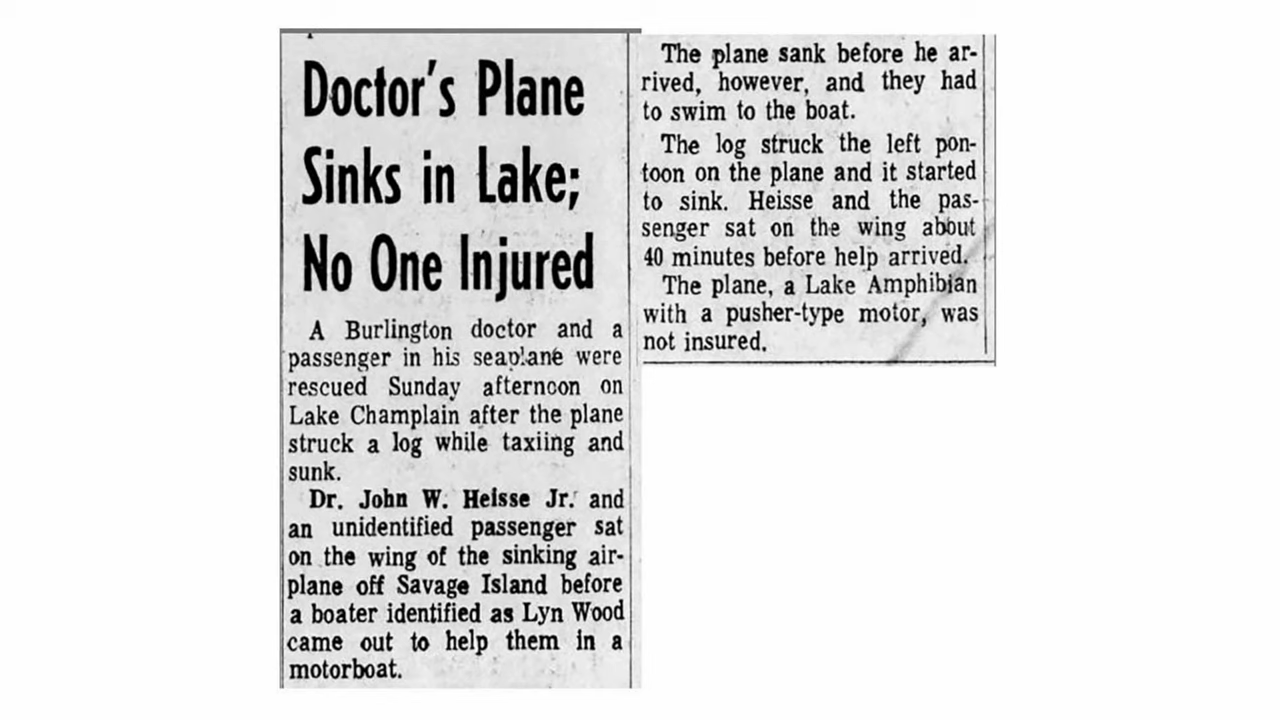 Doctor's Plane
Sinks in Lake;
No One Injured
A Burlington doctor and a
passenger in his seaplane were
rescued Sunday afternoon on
Lake Champlain after the plane
struck a log while taxiing and
sunk.
Dr. John W. Heisse Jr. and
an unidentified passenger sat
on the wing of the sinking air-
plane off Savage Island before
a boater identified as Lyn Wood
came out to help them in a
motorboat.
The plane sank before he ar-
rived, however, and they had
to swim to the boat.
The log struck the left pon-
toon on the plane and it started
to sink. Heisse and the pas-
senger sat on the wing about
40 minutes before help arrived.
The plane, a Lake Amphibian
with a pusher-type motor, was
not insured.